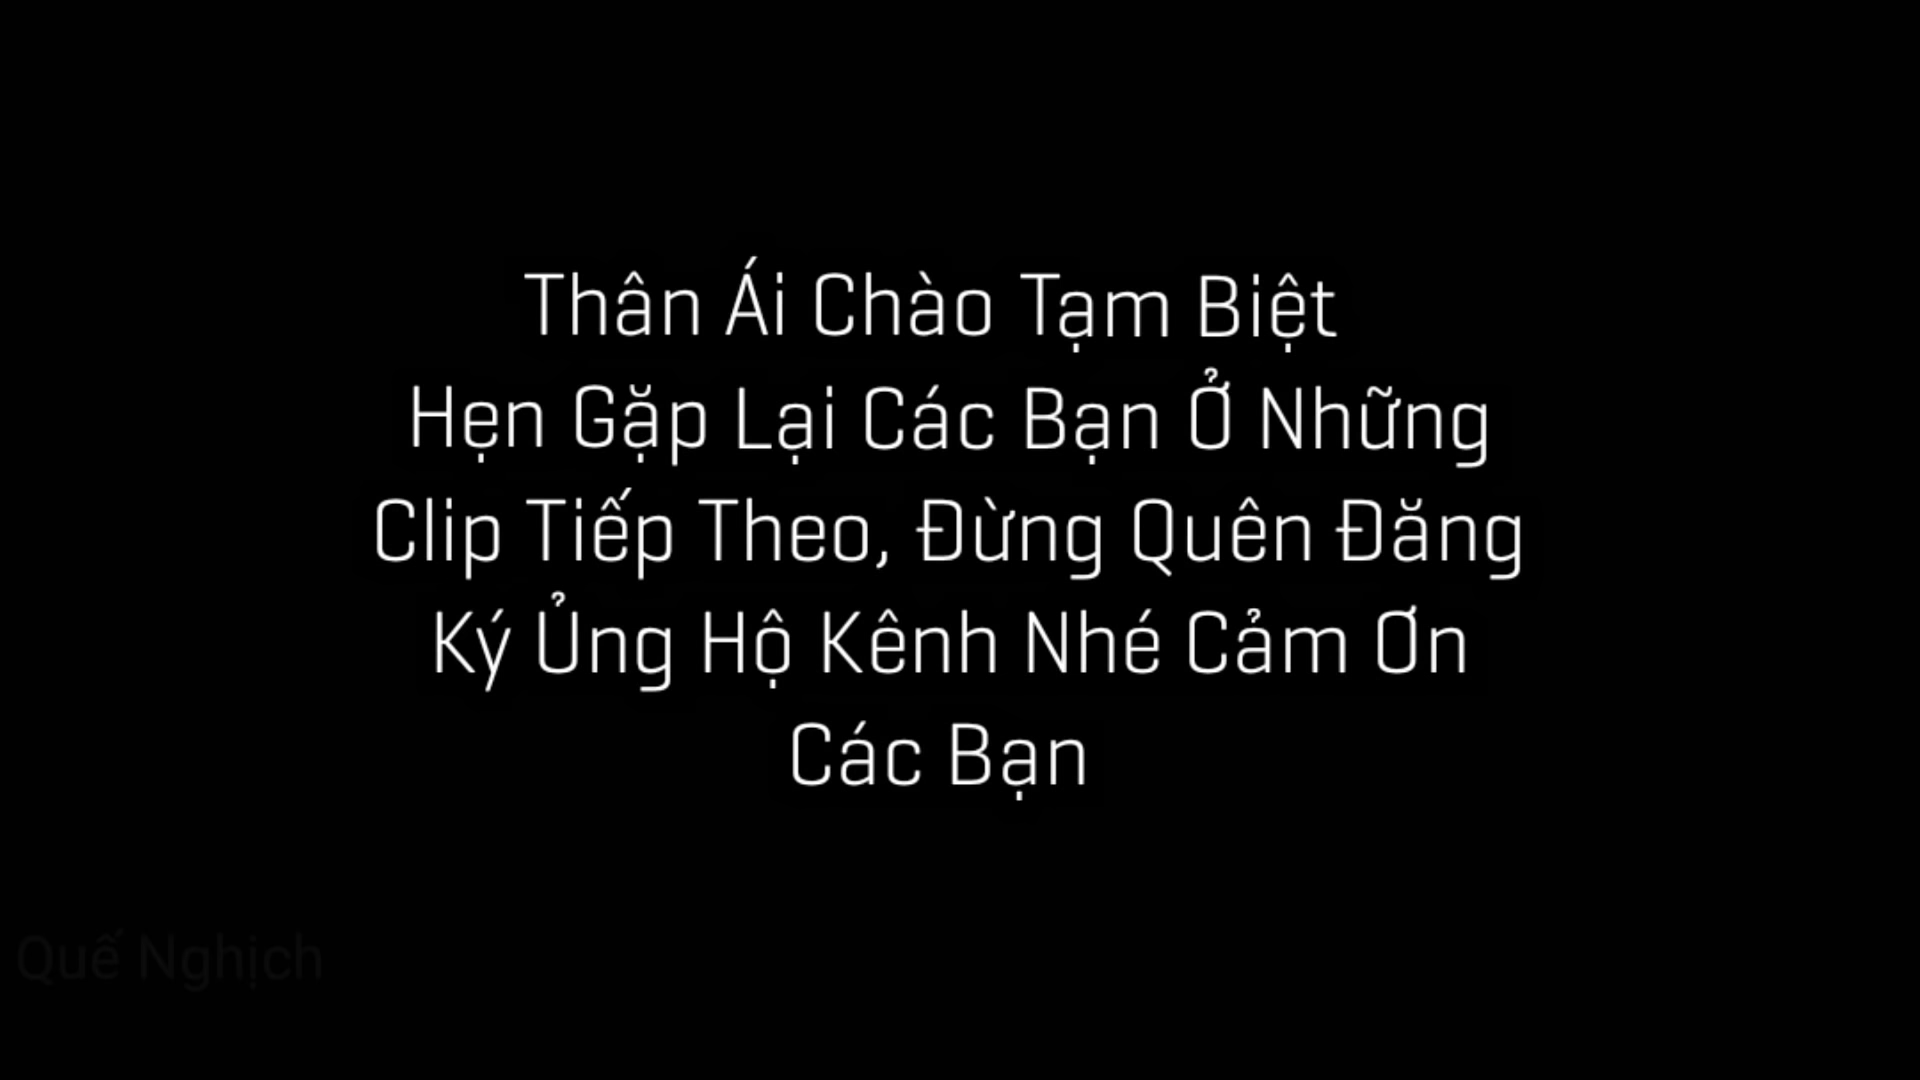 Thân Ái Chào Tạm Biệt
Hẹn Gặp Lại Các Bạn Ở Những
Clip Tiếp Theo, Đừng Quên Đăng
Ký Ủng Hộ Kênh Nhé Cảm Ơn
Các Bạn
Quế Nghịch